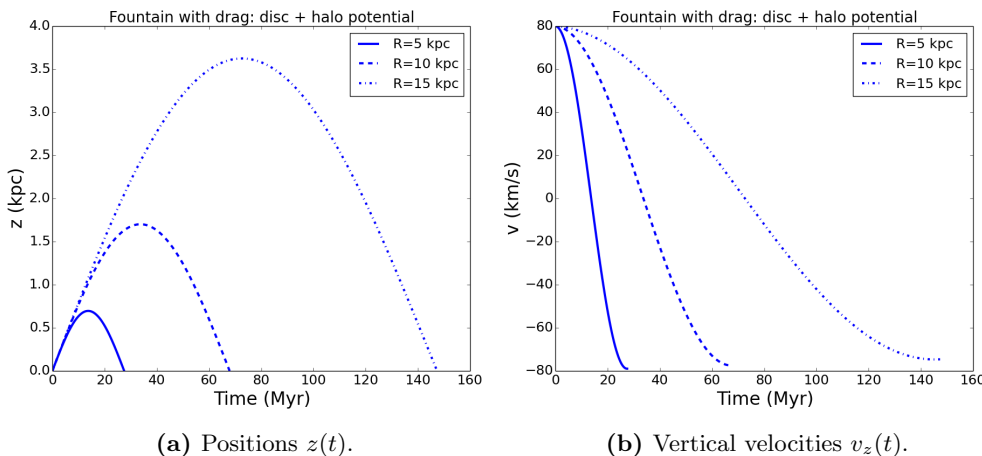 Fountain with drag: disc + halo potential
4.0
3.5
3.0
2.5
2.0
1.5
1.0
0.5
0.0
z (kpc)
R=5 kpc
R=10 kpc
R=15 kpc
0 20 40 60 80 100 120 140 160
Time (Myr)
(a) Positions z(t).
Fountain with drag: disc + halo potential
80
60
40
20
0
−20
−40
−60
−80
v (km/s)
R=5 kpc
R=10 kpc
R=15 kpc
0 20 40 60 80 100 120 140 160
Time (Myr)
(b) Vertical velocities v_z(t).